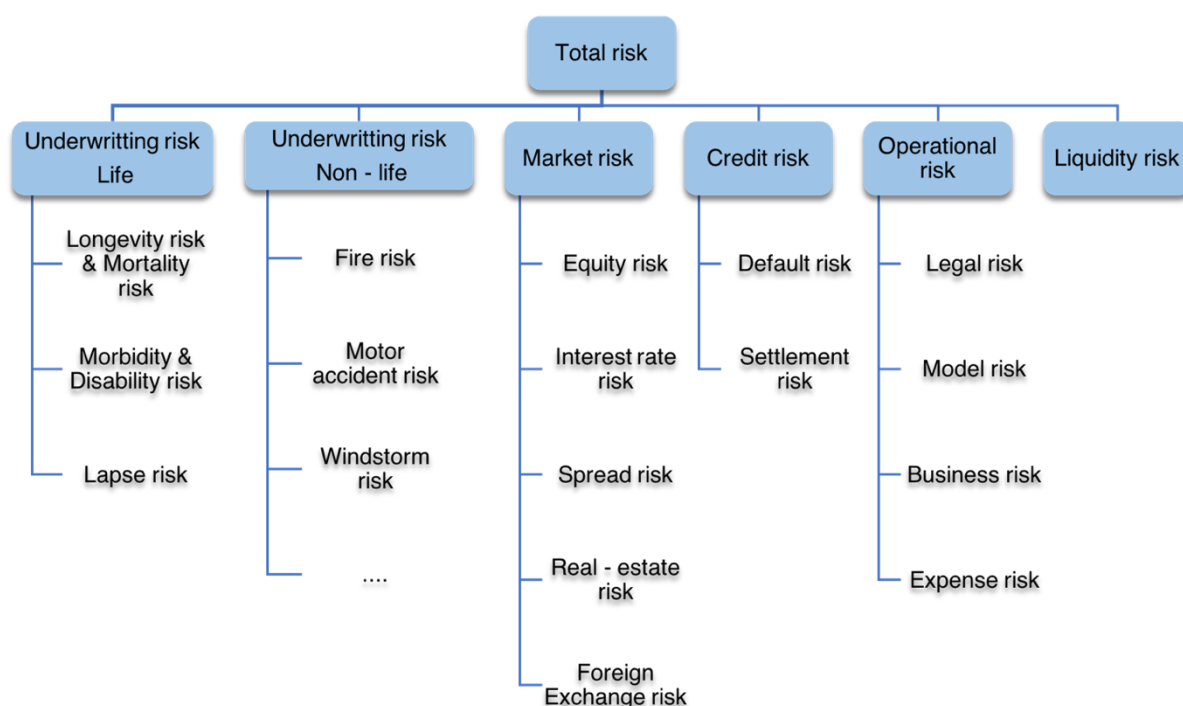 Total risk
Underwritting risk
Life
Underwritting risk
Non - life
Market risk
Credit risk
Operational
risk
Liquidity risk
Longevity risk
& Mortality
risk
Morbidity &
Disability risk
Lapse risk
Fire risk
Motor
accident risk
Windstorm
risk
....
Equity risk
Interest rate
risk
Spread risk
Real - estate
risk
Foreign
Exchange risk
Default risk
Settlement
risk
Legal risk
Model risk
Business risk
Expense risk